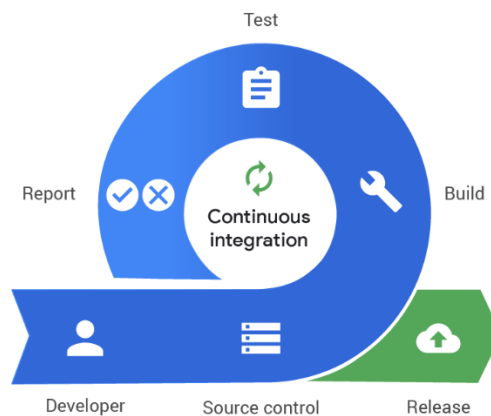 Test
Report
Continuous
integration
Build
Developer
Source control
Release